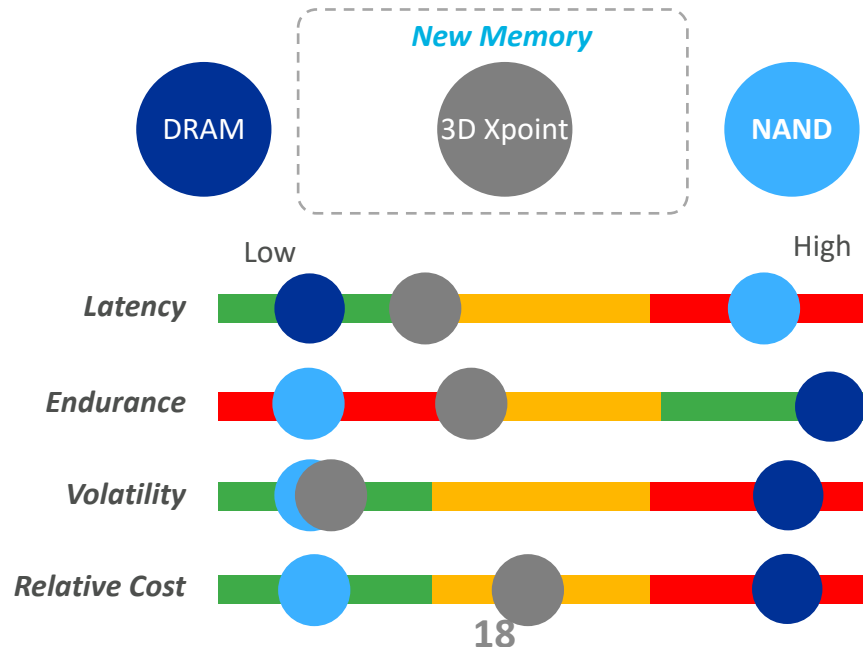 New Memory
DRAM
3D Xpoint
NAND
Low
High
Latency
Endurance
Volatility
Relative Cost
18